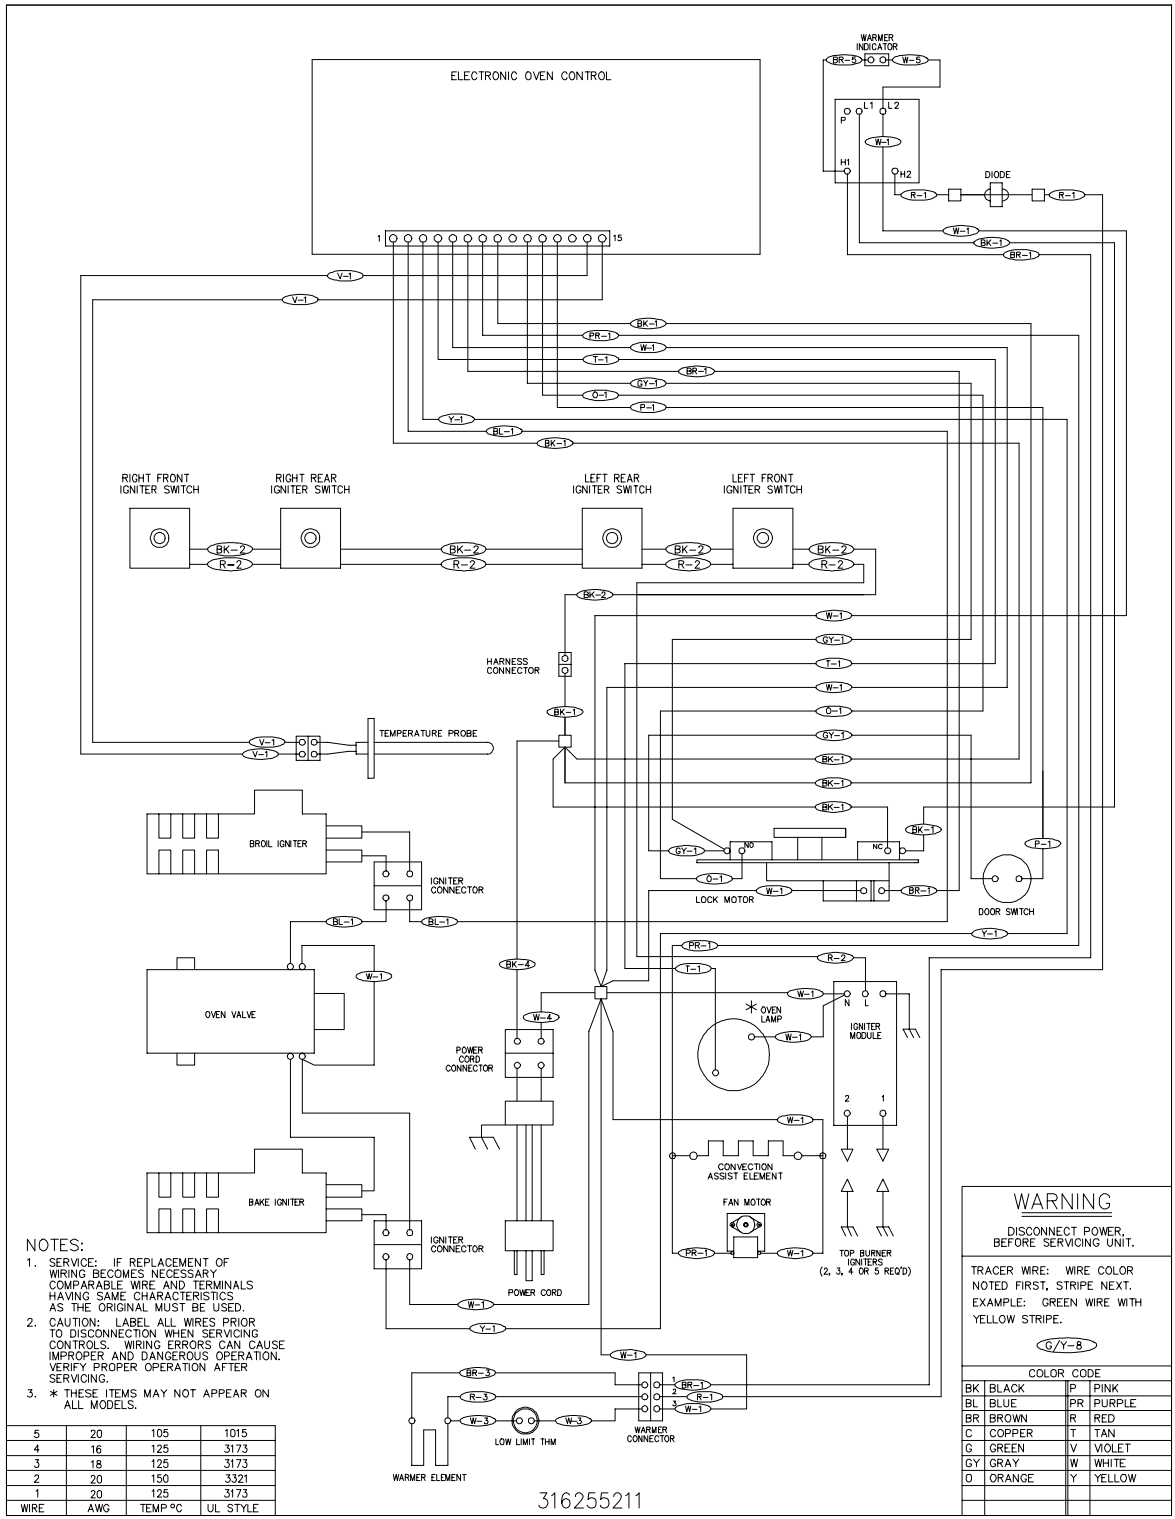 WARMER
INDICATOR
BR-5
W-5
ELECTRONIC OVEN CONTROL
L1
L2
P
W-1
H1
H2
DIODE
R-1
R-1
1
15
W-1
BK-1
BR-1
V-1
V-1
BK-1
PR-1
W-1
T-1
BR-1
GY-1
O-1
P-1
Y-1
BL-1
BK-1
RIGHT FRONT
IGNITER SWITCH
RIGHT REAR
IGNITER SWITCH
LEFT REAR
IGNITER SWITCH
LEFT FRONT
IGNITER SWITCH
BK-2
BK-2
BK-2
BK-2
R-2
R-2
R-2
R-2
BK-2
W-1
GY-1
HARNESS
CONNECTOR
T-1
W-1
BK-1
O-1
TEMPERATURE PROBE
V-1
V-1
GY-1
BK-1
BK-1
BK-1
BK-1
BROIL IGNITER
NO
NC
GY-1
P-1
IGNITER
CONNECTOR
O-1
W-1
BR-1
LOCK MOTOR
DOOR SWITCH
BL-1
BL-1
Y-1
PR-1
R-2
BK-4
T-1
W-1
W-1
N
L
OVEN VALVE
W-4
* OVEN
LAMP
IGNITER
MODULE
W-1
POWER
CORD
CONNECTOR
2
1
W-1
CONVECTION
ASSIST ELEMENT
BAKE IGNITER
FAN MOTOR
IGNITER
CONNECTOR
PR-1
W-1
TOP BURNER
IGNITERS
(2, 3, 4 OR 5 REQ'D)
POWER CORD
W-1
Y-1
W-1
BR-3
1
BR-1
R-3
2
R-1
W-3
W-3
3
W-1
LOW LIMIT THM
WARMER
CONNECTOR
WARMER ELEMENT
316255211
NOTES:
1. SERVICE: IF REPLACEMENT OF
WIRING BECOMES NECESSARY
COMPARABLE WIRE AND TERMINALS
HAVING SAME CHARACTERISTICS
AS THE ORIGINAL MUST BE USED.
2. CAUTION: LABEL ALL WIRES PRIOR
TO DISCONNECTION WHEN SERVICING
CONTROLS. WIRING ERRORS CAN CAUSE
IMPROPER AND DANGEROUS OPERATION.
VERIFY PROPER OPERATION AFTER
SERVICING.
3. * THESE ITEMS MAY NOT APPEAR ON
ALL MODELS.
5 20 105 1015
4 16 125 3173
3 18 125 3173
2 20 150 3321
1 20 125 3173
WIRE AWG TEMP °C UL STYLE
WARNING
DISCONNECT POWER,
BEFORE SERVICING UNIT.
TRACER WIRE: WIRE COLOR
NOTED FIRST, STRIPE NEXT.
EXAMPLE: GREEN WIRE WITH
YELLOW STRIPE.
G/Y-8
COLOR CODE
BK BLACK P PINK
BL BLUE PR PURPLE
BR BROWN R RED
C COPPER T TAN
G GREEN V VIOLET
GY GRAY W WHITE
O ORANGE Y YELLOW